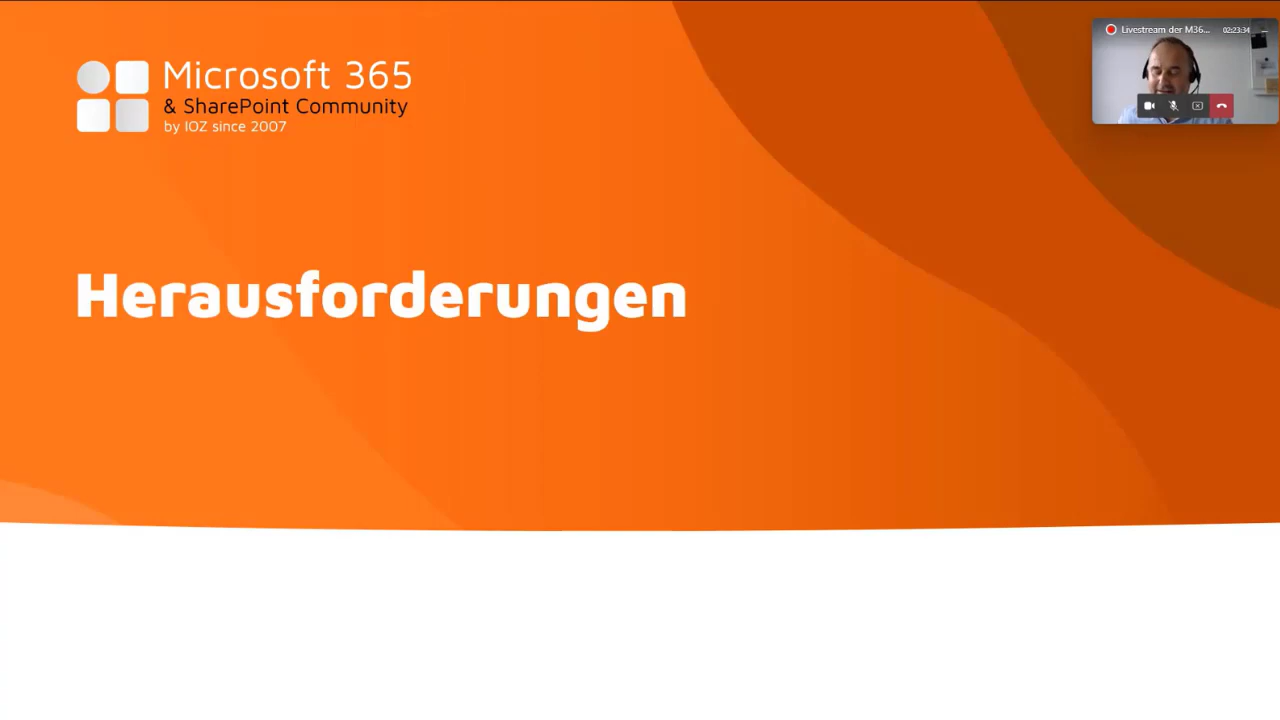 Microsoft 365
& SharePoint Community
by IOZ since 2007
Livestream der M36...
02:23:34
Herausforderungen